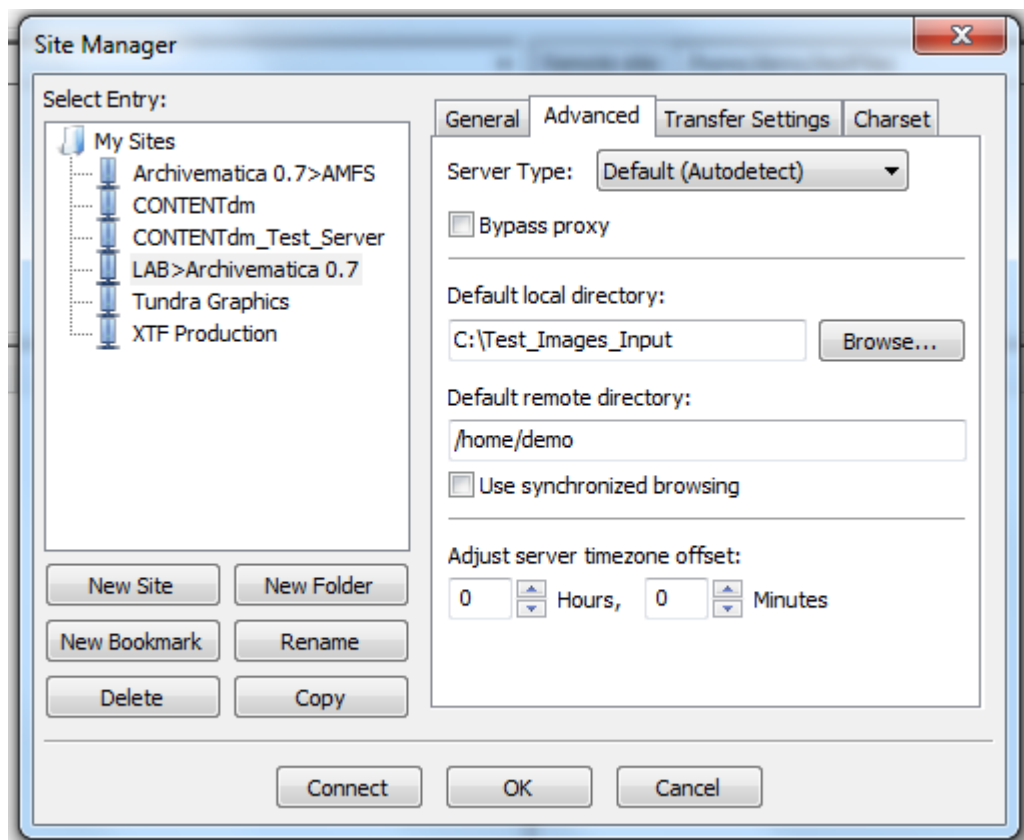 Site Manager
Select Entry:
My Sites
Archivematica 0.7>AMFS
CONTENTdm
CONTENTdm_Test_Server
LAB>Archivematica 0.7
Tundra Graphics
XTF Production
New Site New Folder
New Bookmark Rename
Delete Copy
General Advanced Transfer Settings Charset
Server Type: Default (Autodetect)
Bypass proxy
Default local directory:
C:\Test_Images_Input Browse...
Default remote directory:
/home/demo
Use synchronized browsing
Adjust server timezone offset:
0 Hours, 0 Minutes
Connect OK Cancel